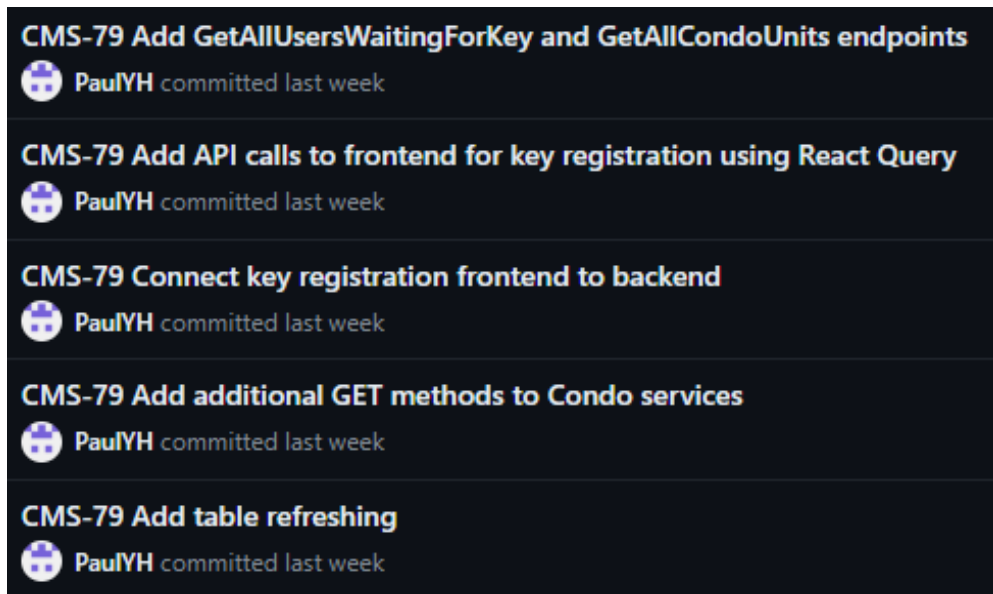 CMS-79 Add GetAllUsersWaitingForKey and GetAllCondoUnits endpoints
PaulYH committed last week
CMS-79 Add API calls to frontend for key registration using React Query
PaulYH committed last week
CMS-79 Connect key registration frontend to backend
PaulYH committed last week
CMS-79 Add additional GET methods to Condo services
PaulYH committed last week
CMS-79 Add table refreshing
PaulYH committed last week